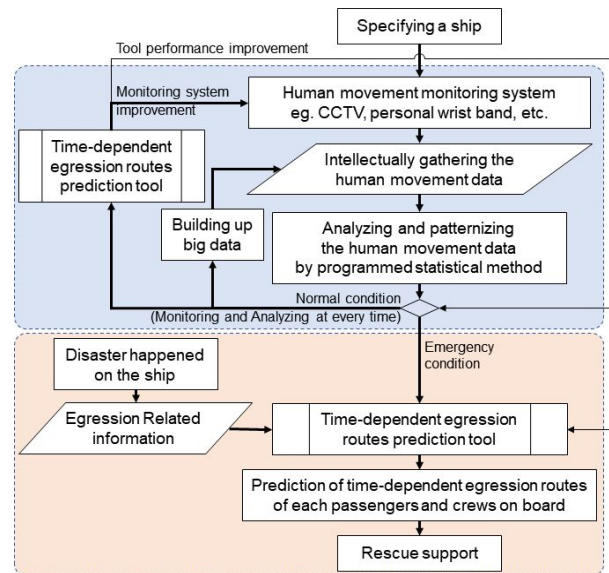 Specifying a ship
Tool performance improvement
Human movement monitoring system
eg. CCTV, personal wrist band, etc.
Monitoring system
improvement
Time-dependent
egression routes
prediction tool
Intellectually gathering the
human movement data
Building up
big data
Analyzing and patternizing
the human movement data
by programmed statistical method
Normal condition
(Monitoring and Analyzing at every time)
Emergency
condition
Disaster happened
on the ship
Egression Related
information
Time-dependent egression
routes prediction tool
Prediction of time-dependent egression routes
of each passengers and crews on board
Rescue support